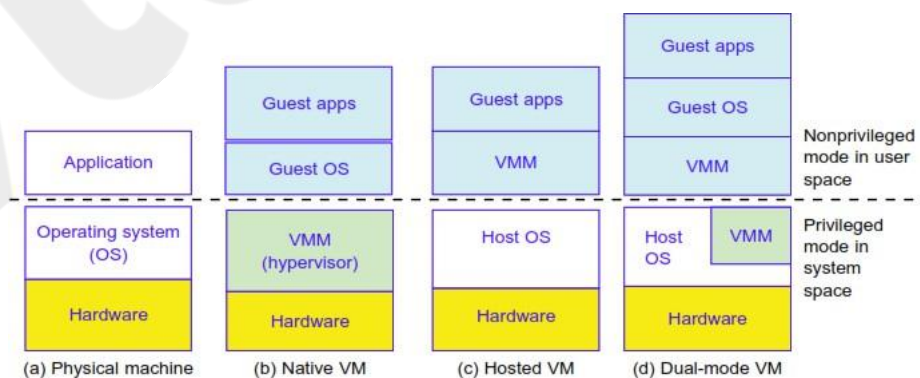 Application
Operating system
(OS)
Hardware
(a) Physical machine
Guest apps
Guest OS
VMM
(hypervisor)
Hardware
(b) Native VM
Guest apps
VMM
Host OS
Hardware
(c) Hosted VM
Guest apps
Guest OS
VMM
Host
OS
VMM
Hardware
(d) Dual-mode VM
Nonprivileged
mode in user
space
Privileged
mode in
system
space